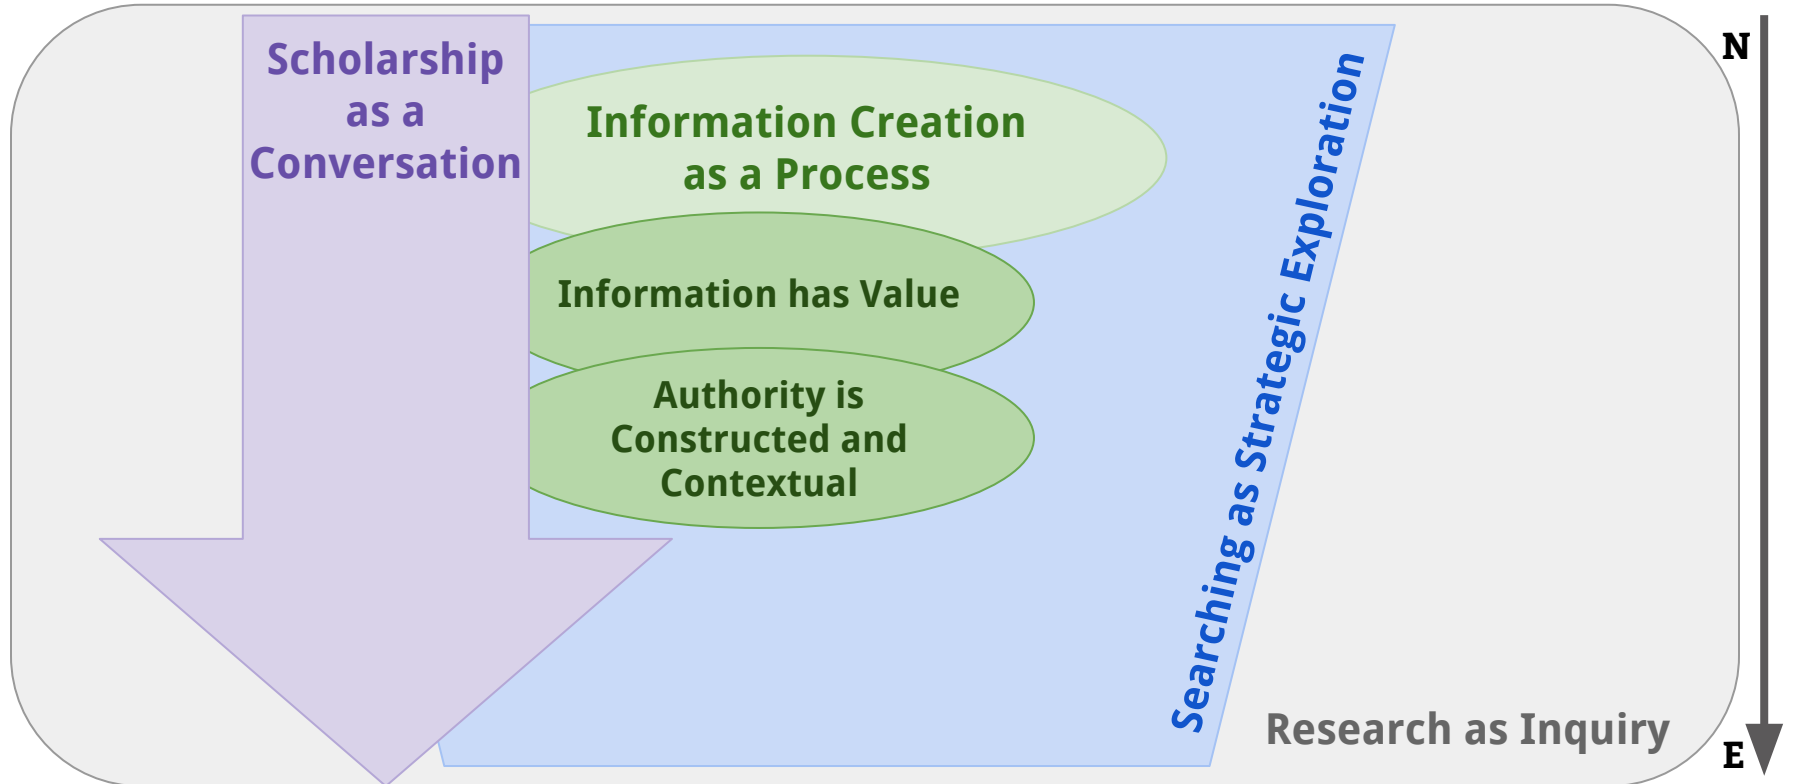 Scholarship
as a
Conversation
Information Creation
as a Process
Information has Value
Authority is
Constructed and
Contextual
Searching as Strategic Exploration
Research as Inquiry
N
E